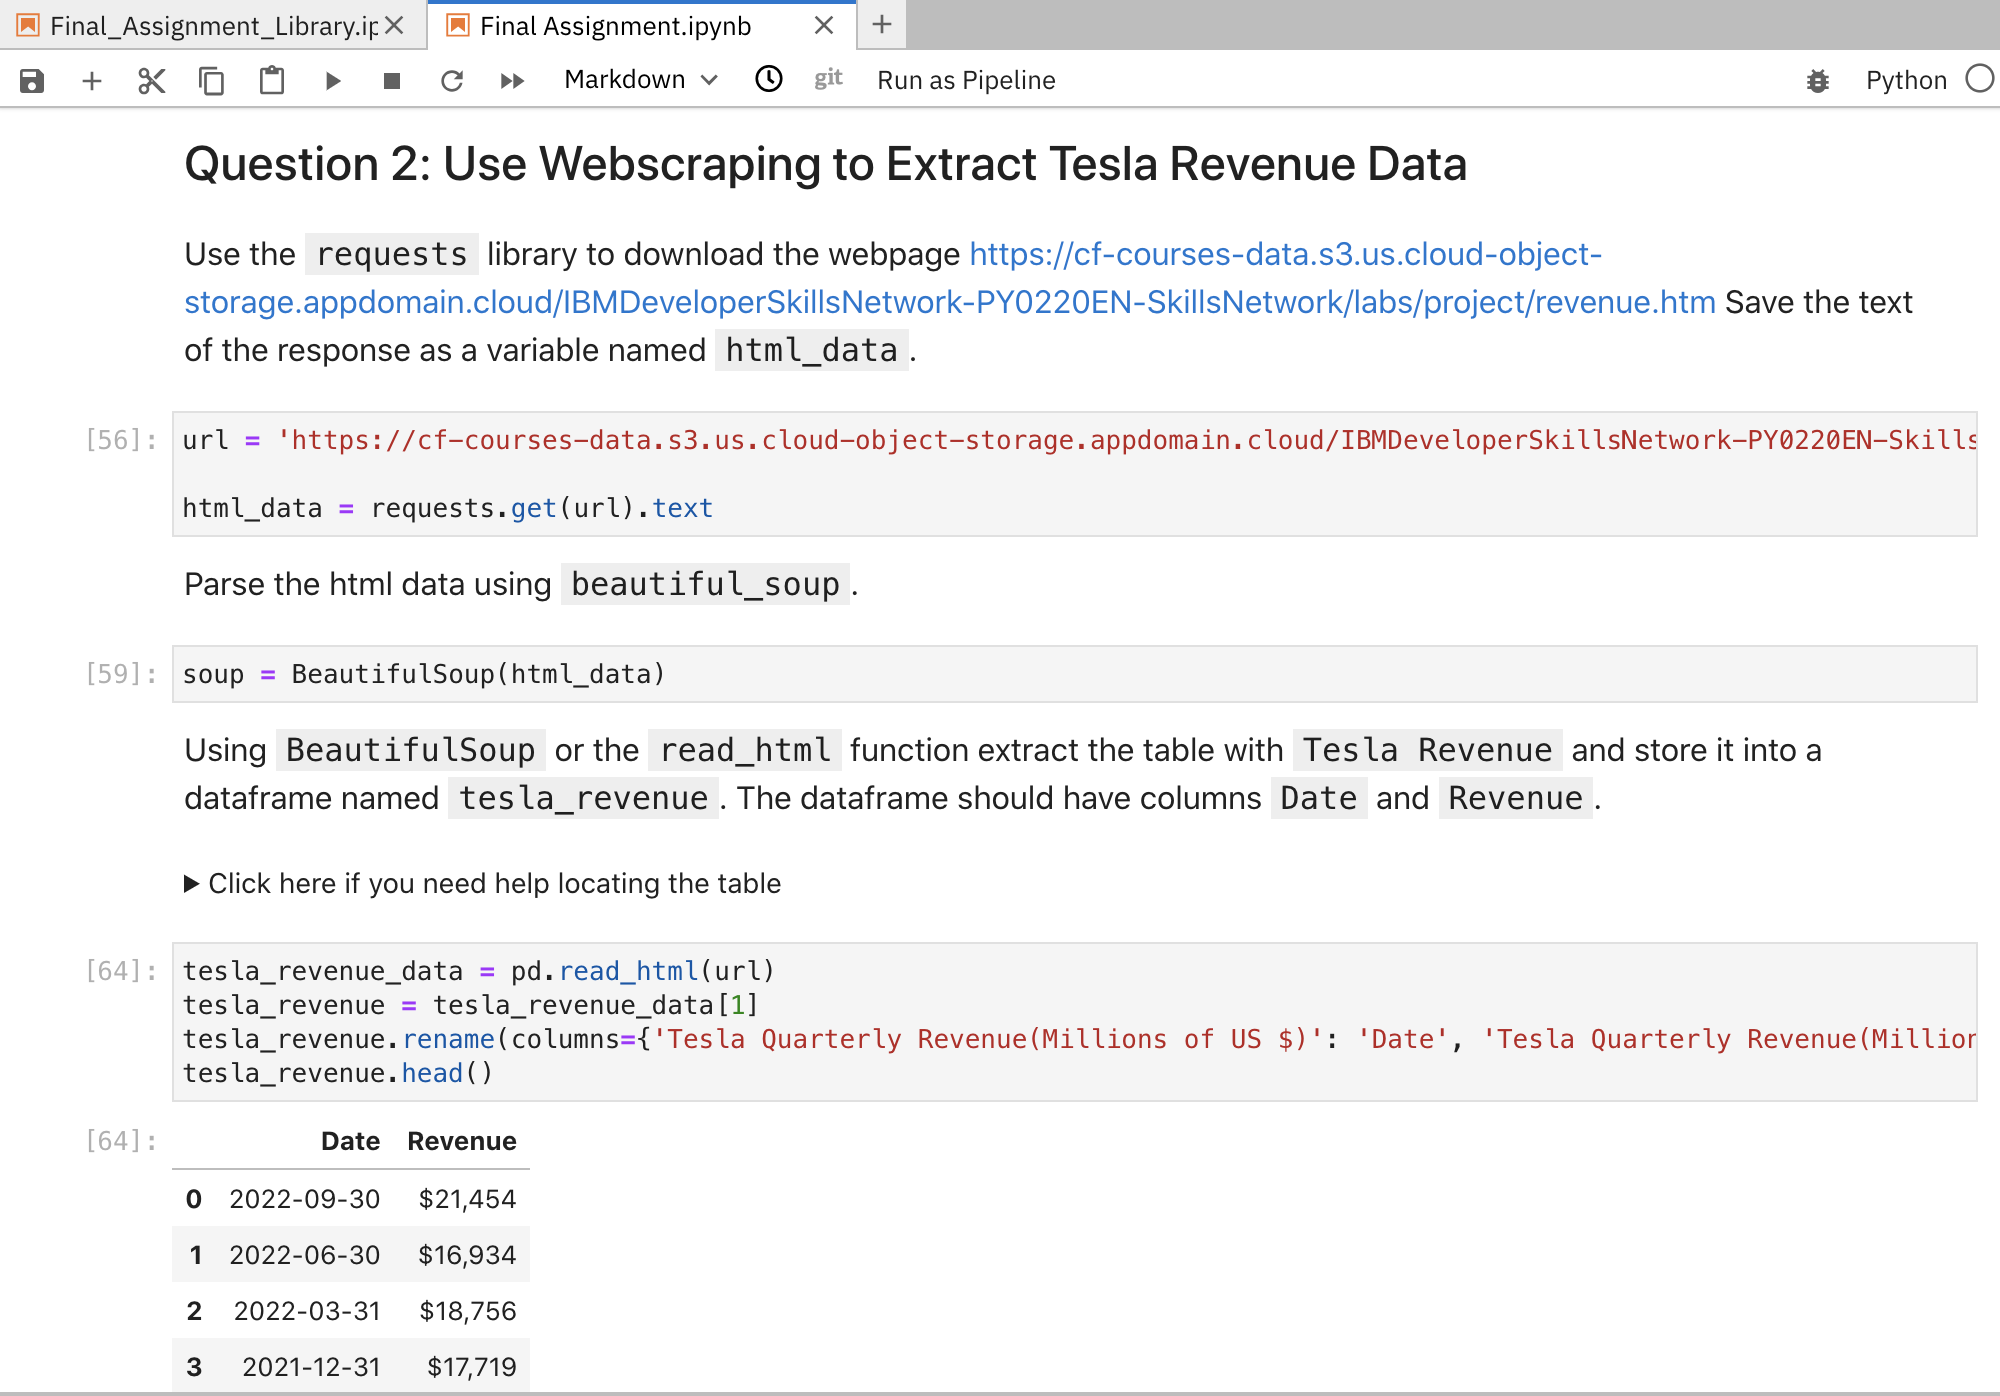 Final_Assignment_Library.ip
Final Assignment.ipynb
Markdown
git
Run as Pipeline
Python
Question 2: Use Webscraping to Extract Tesla Revenue Data
Use the requests library to download the webpage https://cf-courses-data.s3.us.cloud-object-
storage.appdomain.cloud/IBMDeveloperSkillsNetwork-PY0220EN-SkillsNetwork/labs/project/revenue.htm Save the text
of the response as a variable named html_data.
[56]: url = 'https://cf-courses-data.s3.us.cloud-object-storage.appdomain.cloud/IBMDeveloperSkillsNetwork-PY0220EN-Skills
html_data = requests.get(url).text
Parse the html data using beautiful_soup.
[59]: soup = BeautifulSoup(html_data)
Using BeautifulSoup or the read_html function extract the table with Tesla Revenue and store it into a
dataframe named tesla_revenue. The dataframe should have columns Date and Revenue.
Click here if you need help locating the table
[64]: tesla_revenue_data = pd.read_html(url)
tesla_revenue = tesla_revenue_data[1]
tesla_revenue.rename(columns={'Tesla Quarterly Revenue(Millions of US $)': 'Date', 'Tesla Quarterly Revenue(Million
tesla_revenue.head()
[64]: Date Revenue
0 2022-09-30 $21,454
1 2022-06-30 $16,934
2 2022-03-31 $18,756
3 2021-12-31 $17,719